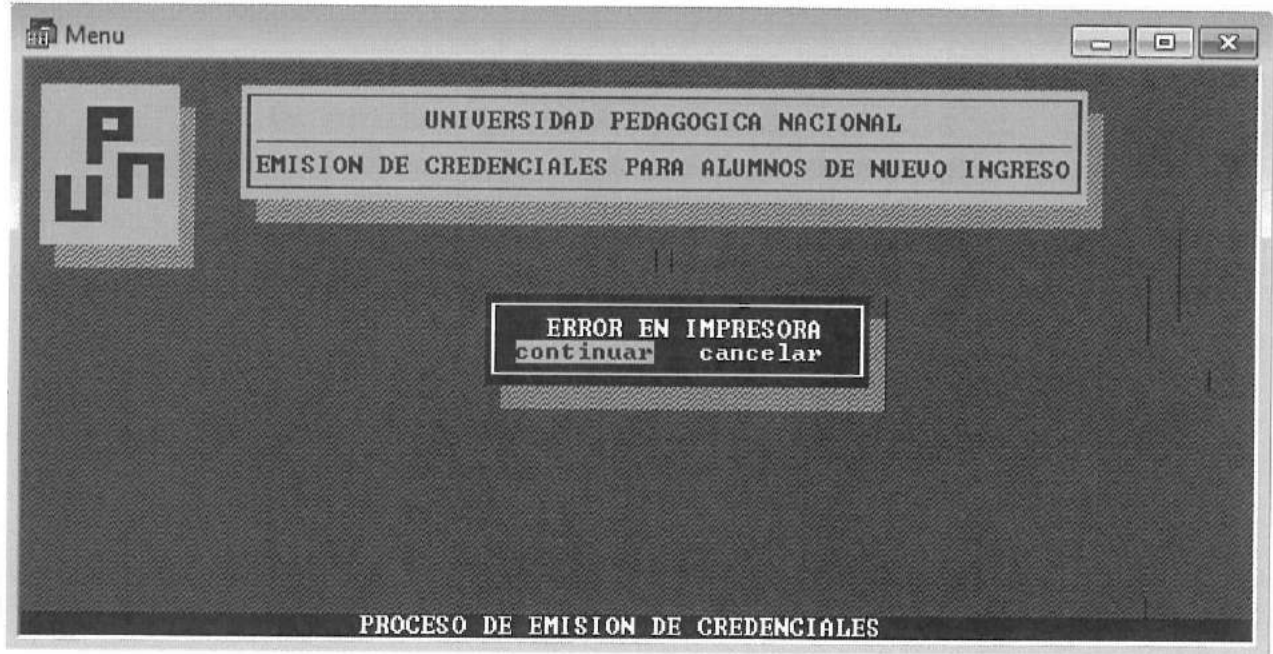 Menu
UPN
UNIVERSIDAD PEDAGOGICA NACIONAL
EMISION DE CREDENCIALES PARA ALUMNOS DE NUEVO INGRESO
ERROR EN IMPRESORA
continuar cancelar
PROCESO DE EMISION DE CREDENCIALES